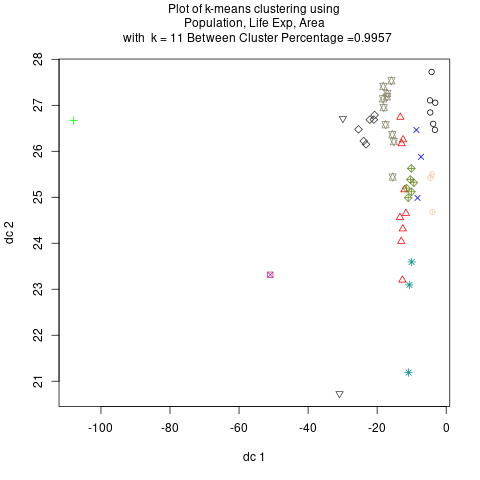 Plot of k-means clustering using
Population, Life Exp, Area
with k = 11 Between Cluster Percentage =0.9957
28
27
26
25
24
23
22
21
dc 2
-100
-80
-60
-40
-20
0
dc 1